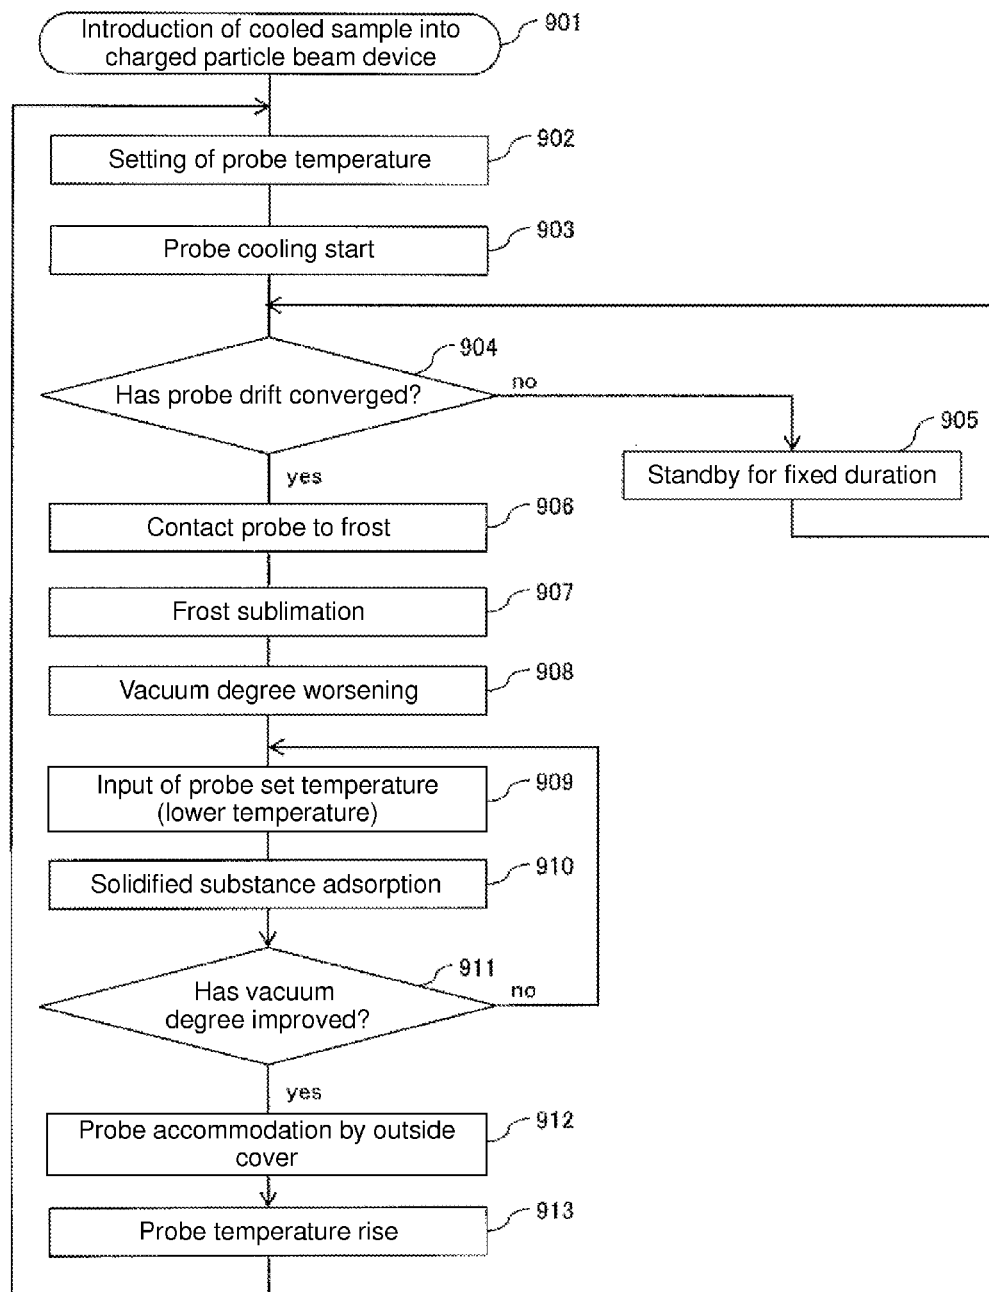 Introduction of cooled sample into
charged particle beam device
901
Setting of probe temperature
902
Probe cooling start
903
Has probe drift converged?
904
no
yes
Standby for fixed duration
905
Contact probe to frost
906
Frost sublimation
907
Vacuum degree worsening
908
Input of probe set temperature
(lower temperature)
909
Solidified substance adsorption
910
Has vacuum
degree improved?
911
no
yes
Probe accommodation by outside
cover
912
Probe temperature rise
913